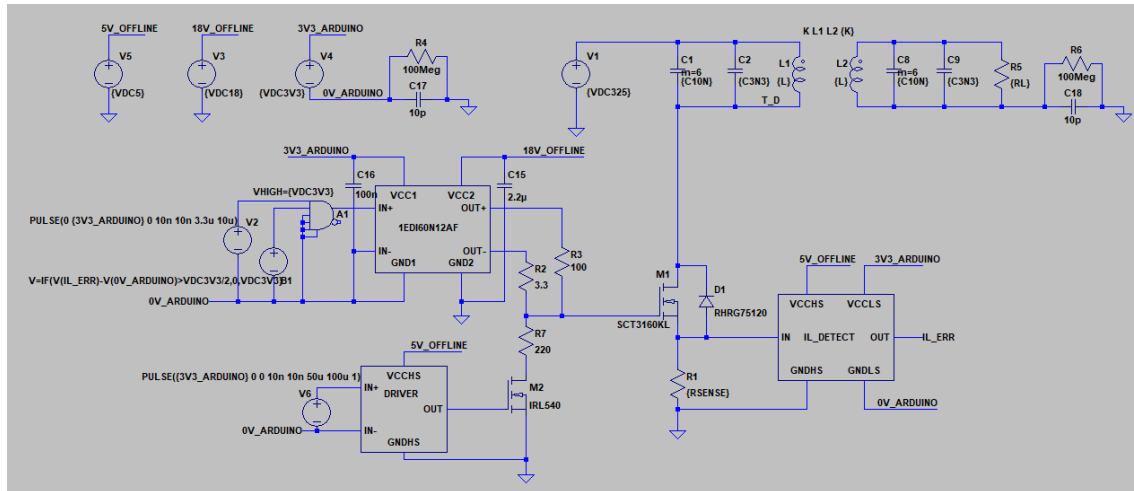 5V_OFFLINE
V5
{VDC5}
18V_OFFLINE
V3
{VDC18}
3V3_ARDUINO
V4
{VDC3V3}
0V_ARDUINO
R4
100Meg
C17
10p
V1
{VDC325}
C1
m=6
{C10N}
C2
{C3N3}
T_D
K L1 L2 {K}
L1
{L}
L2
{L}
C8
m=6
{C10N}
C9
{C3N3}
R5
{RL}
R6
100Meg
C18
10p
3V3_ARDUINO
18V_OFFLINE
C16
100n
C15
2.2µ
VHIGH={VDC3V3}
A1
PULSE(0 {3V3_ARDUINO} 0 10n 10n 3.3u 10u)
V2
V=IF(V(IL_ERR)-V(0V_ARDUINO)>VDC3V3/2,0,VDC3V3)
B1
0V_ARDUINO
VCC1
VCC2
IN+
OUT+
1EDI60N12AF
IN-
OUT-
GND1
GND2
R3
100
R2
3.3
R7
220
M1
SCT3160KL
D1
RHRG75120
R1
{RSENSE}
5V_OFFLINE
3V3_ARDUINO
VCCHS
VCCLS
IN
IL_DETECT
OUT
IL_ERR
GNDHS
GNDLS
0V_ARDUINO
5V_OFFLINE
PULSE({3V3_ARDUINO} 0 0 10n 10n 50u 100u 1)
V6
0V_ARDUINO
VCCHS
IN+
DRIVER
OUT
IN-
GNDHS
M2
IRL540